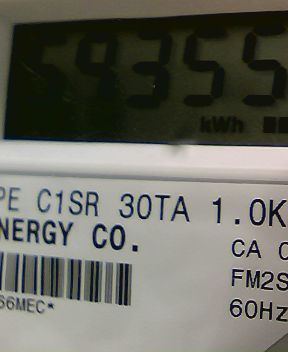 59355
kWh
PE C1SR 30TA 1.0K
NERGY CO.
CA
FM2S
60Hz
66MEC*